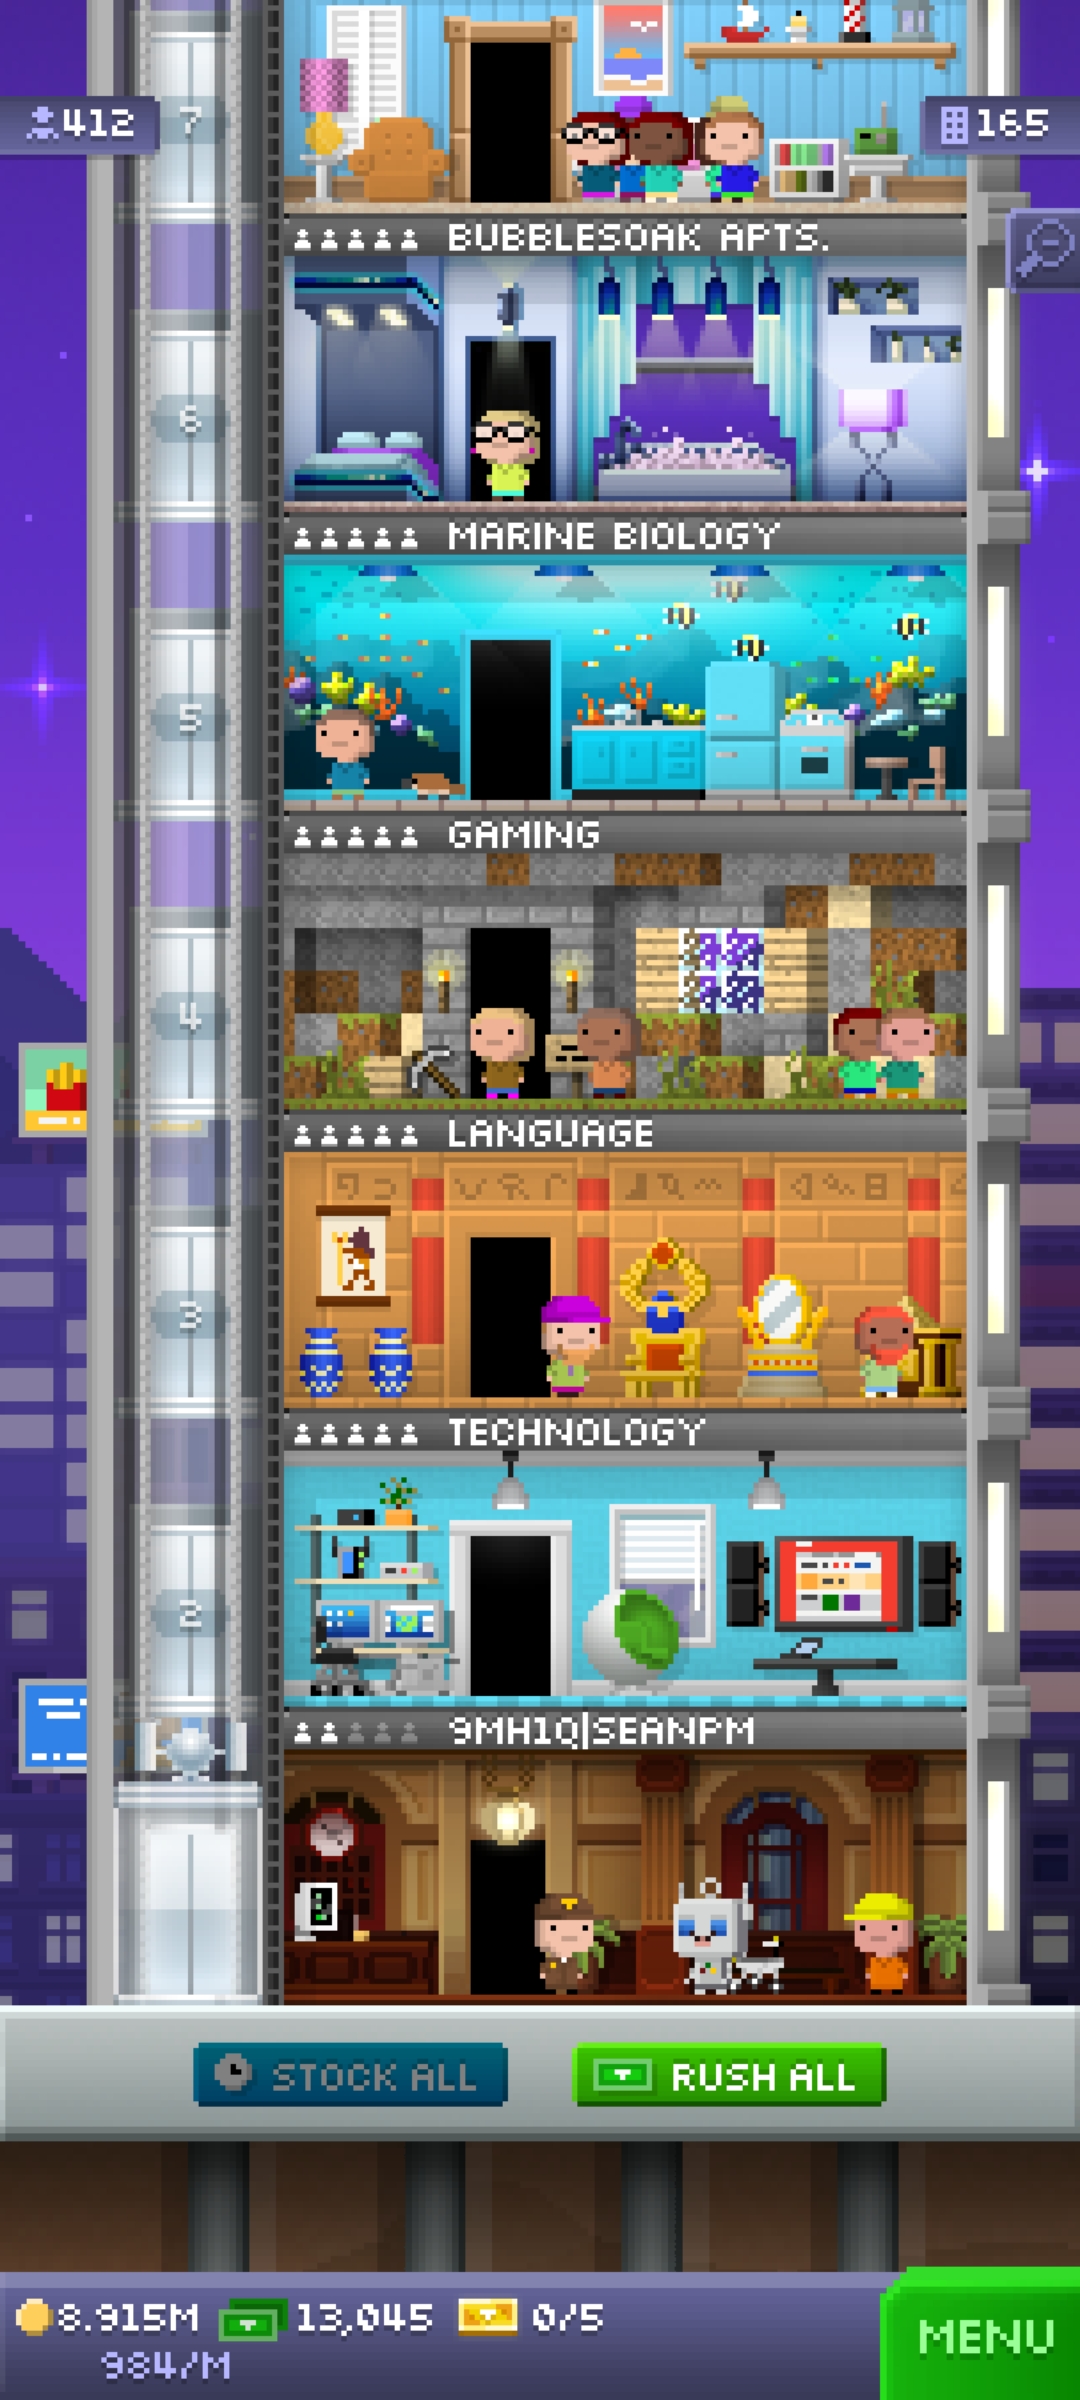 7
412
165
BUBBLESOAK APTS.
6
MARINE BIOLOGY
5
GAMING
4
LANGUAGE
3
TECHNOLOGY
2
9MH1Q|SEANPM
STOCK ALL
RUSH ALL
8.915M 13,045 0/5
984/M
MENU